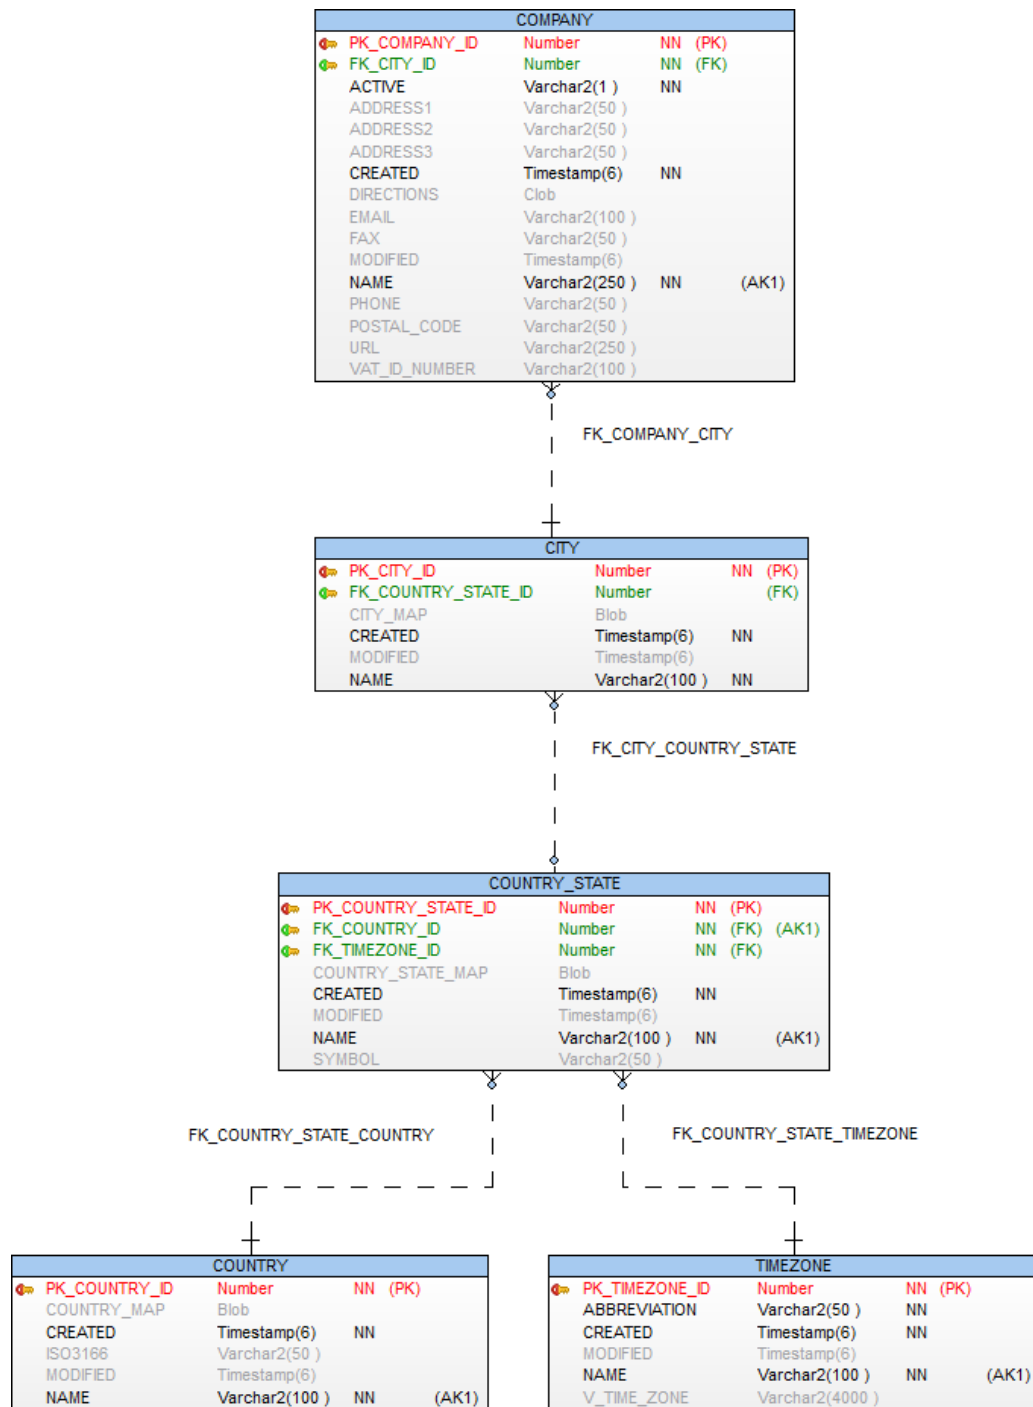 COMPANY
PK_COMPANY_ID Number NN (PK)
FK_CITY_ID Number NN (FK)
ACTIVE Varchar2(1 ) NN
ADDRESS1 Varchar2(50 )
ADDRESS2 Varchar2(50 )
ADDRESS3 Varchar2(50 )
CREATED Timestamp(6) NN
DIRECTIONS Clob
EMAIL Varchar2(100 )
FAX Varchar2(50 )
MODIFIED Timestamp(6)
NAME Varchar2(250 ) NN (AK1)
PHONE Varchar2(50 )
POSTAL_CODE Varchar2(50 )
URL Varchar2(250 )
VAT_ID_NUMBER Varchar2(100 )
FK_COMPANY_CITY
CITY
PK_CITY_ID Number NN (PK)
FK_COUNTRY_STATE_ID Number (FK)
CITY_MAP Blob
CREATED Timestamp(6) NN
MODIFIED Timestamp(6)
NAME Varchar2(100 ) NN
FK_CITY_COUNTRY_STATE
COUNTRY_STATE
PK_COUNTRY_STATE_ID Number NN (PK)
FK_COUNTRY_ID Number NN (FK) (AK1)
FK_TIMEZONE_ID Number NN (FK)
COUNTRY_STATE_MAP Blob
CREATED Timestamp(6) NN
MODIFIED Timestamp(6)
NAME Varchar2(100 ) NN (AK1)
SYMBOL Varchar2(50 )
FK_COUNTRY_STATE_COUNTRY
FK_COUNTRY_STATE_TIMEZONE
COUNTRY
PK_COUNTRY_ID Number NN (PK)
COUNTRY_MAP Blob
CREATED Timestamp(6) NN
ISO3166 Varchar2(50 )
MODIFIED Timestamp(6)
NAME Varchar2(100 ) NN (AK1)
TIMEZONE
PK_TIMEZONE_ID Number NN (PK)
ABBREVIATION Varchar2(50 ) NN
CREATED Timestamp(6) NN
MODIFIED Timestamp(6)
NAME Varchar2(100 ) NN (AK1)
V_TIME_ZONE Varchar2(4000 )